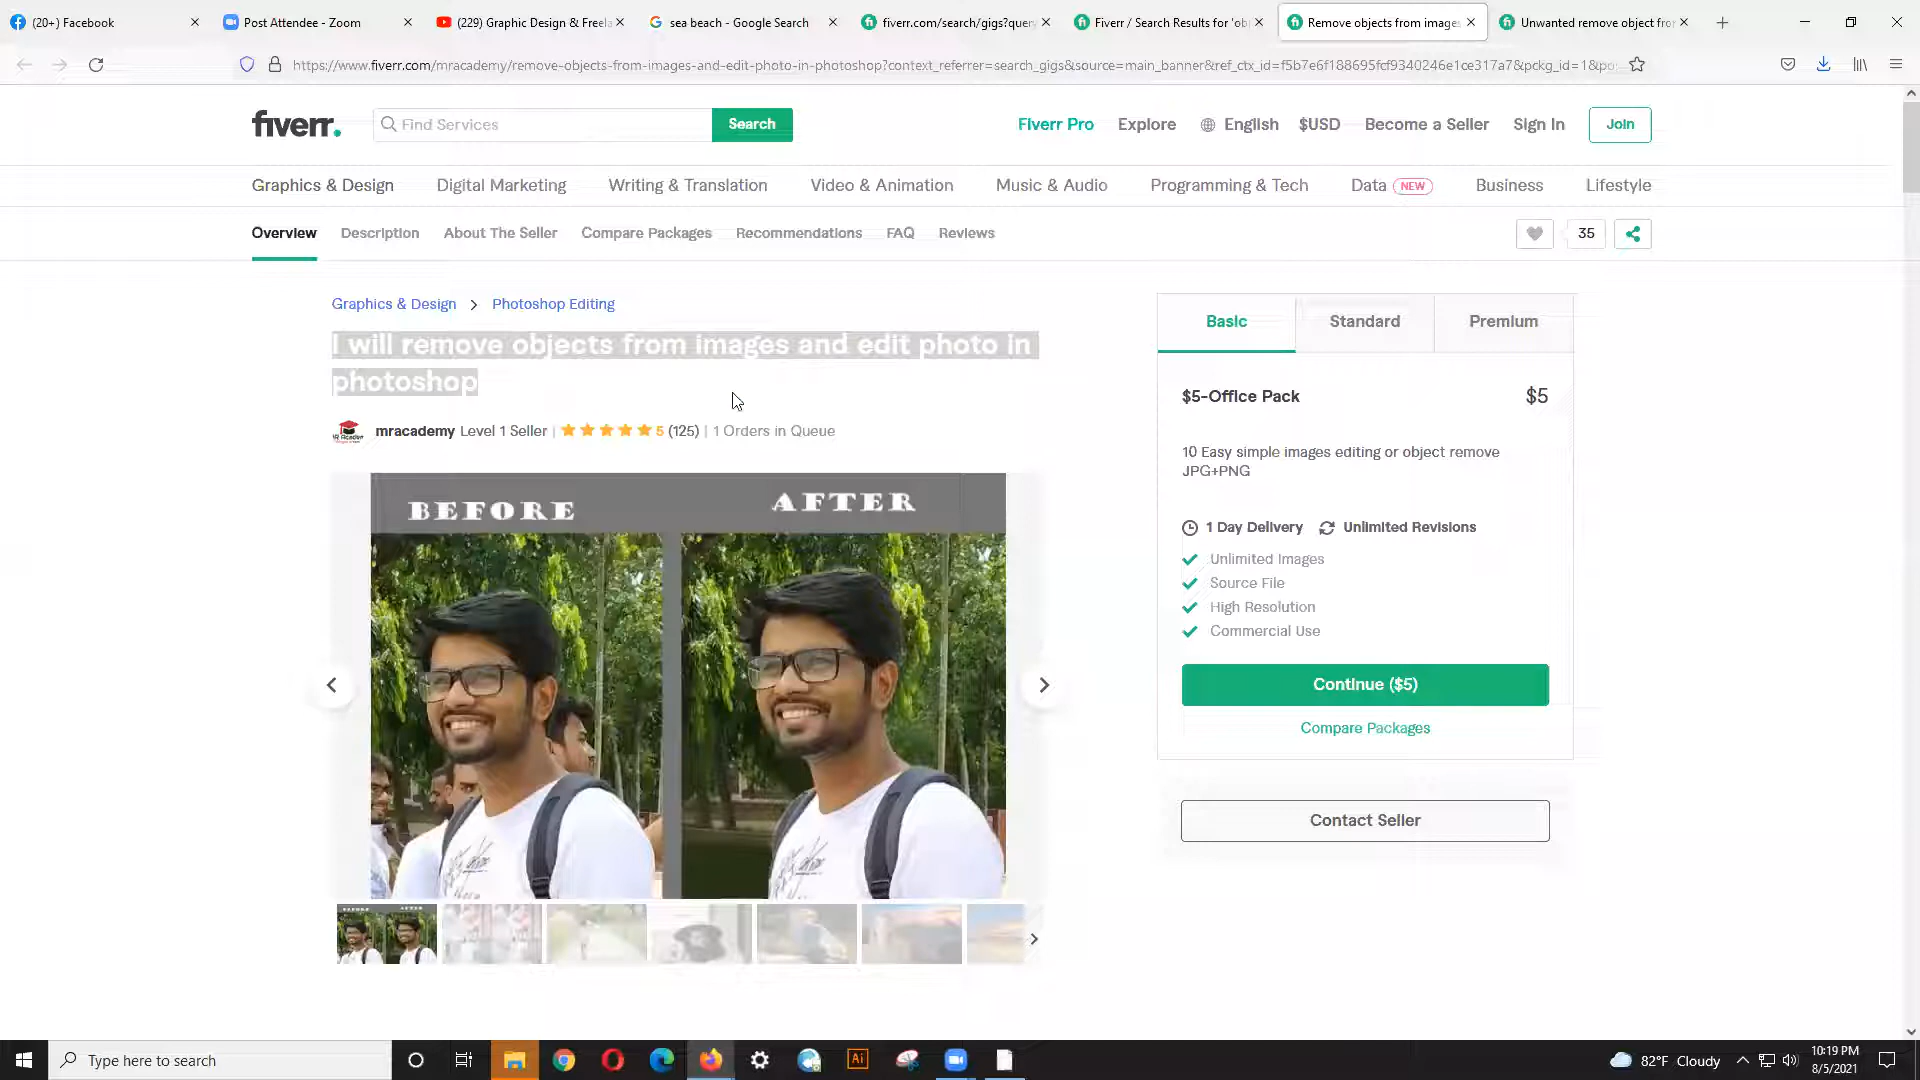 (20+) Facebook
Post Attendee - Zoom
(229) Graphic Design & Freela
sea beach - Google Search
fiverr.com/search/gigs?query
Fiverr / Search Results for 'ob
Remove objects from images
Unwanted remove object fro
https://www.fiverr.com/mracademy/remove-objects-from-images-and-edit-photo-in-photoshop?context_referrer=search_gigs&source=main_banner&ref_ctx_id=f5b7e6f188695fcf9340246e1ce317a7&pckg_id=1&po
fiverr.
Find Services
Search
Fiverr Pro
Explore
English
$USD
Become a Seller
Sign In
Join
Graphics & Design
Digital Marketing
Writing & Translation
Video & Animation
Music & Audio
Programming & Tech
Data NEW
Business
Lifestyle
Overview
Description
About The Seller
Compare Packages
Recommendations
FAQ
Reviews
35
Graphics & Design > Photoshop Editing
I will remove objects from images and edit photo in
photoshop
mracademy Level 1 Seller | 5 (125) | 1 Orders in Queue
BEFORE
AFTER
Basic
Standard
Premium
$5-Office Pack
$5
10 Easy simple images editing or object remove
JPG+PNG
1 Day Delivery
Unlimited Revisions
Unlimited Images
Source File
High Resolution
Commercial Use
Continue ($5)
Compare Packages
Contact Seller
Type here to search
Ai
82°F Cloudy
10:19 PM
8/5/2021